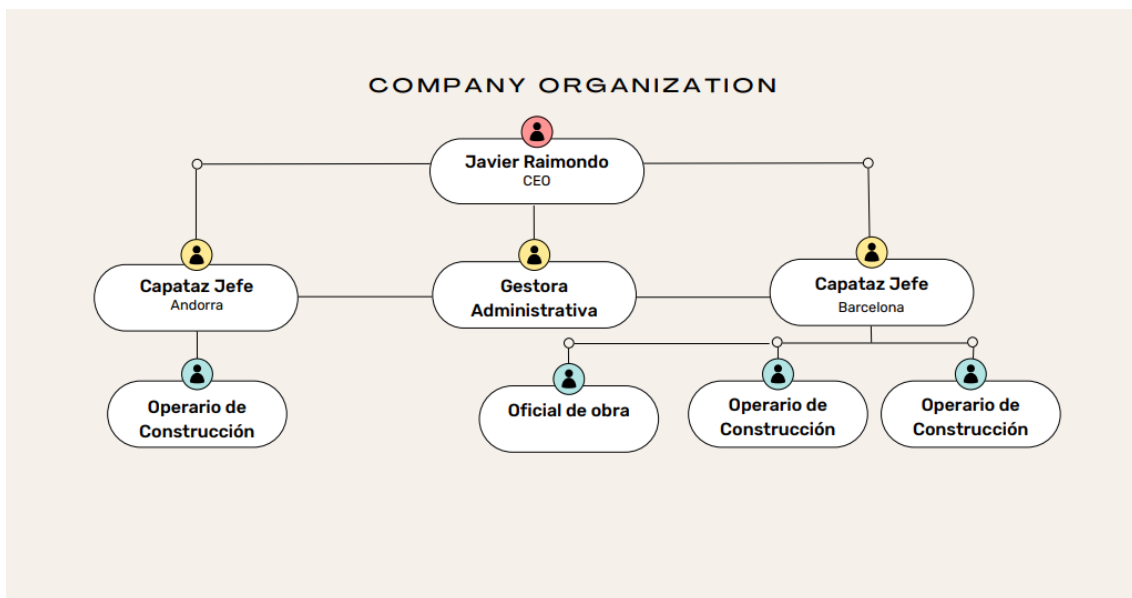 COMPANY ORGANIZATION
Javier Raimondo
CEO
Capataz Jefe
Andorra
Gestora
Administrativa
Capataz Jefe
Barcelona
Operario de
Construcción
Oficial de obra
Operario de
Construcción
Operario de
Construcción